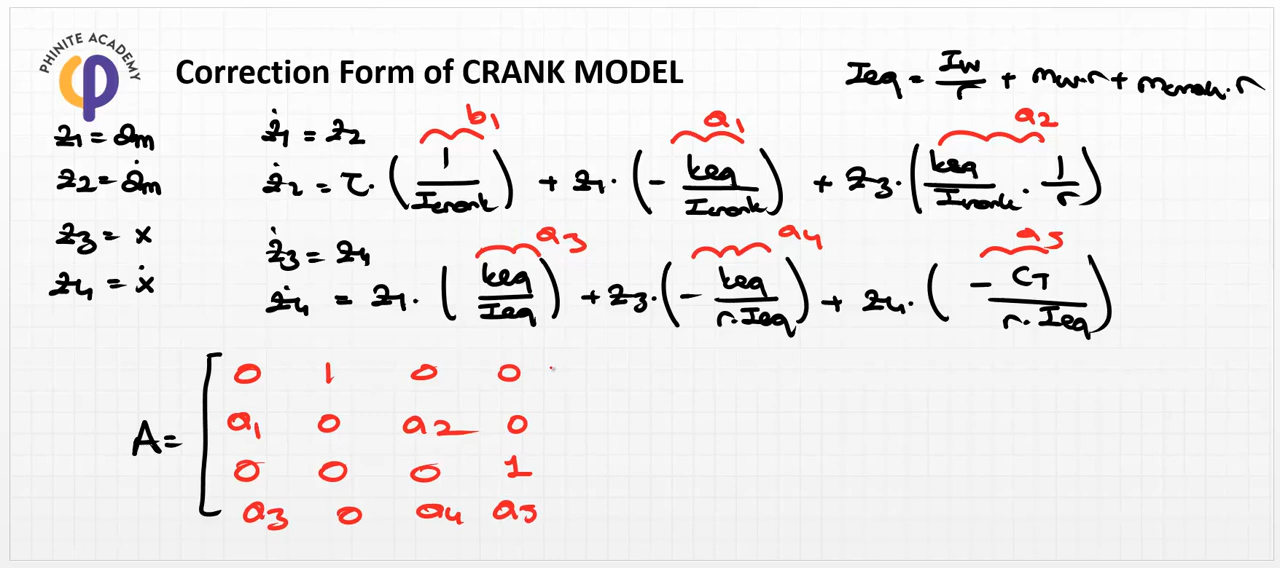 PHINITE ACADEMY
Correction Form of CRANK MODEL
Ieq = Iw/r + mw.r + mcrank.r
z1 = θm
z2 = θ̇m
z3 = x
z4 = ẋ
ż1 = z2
b1 a1 a2
ż2 = τ. (1/Icrank) + z1. (- keq/Icrank) + z3. (keq/Icrank . 1/r)
ż3 = z4
a3 a4 a5
ż4 = z1. (keq/Ieq) + z3. (- keq/r.Ieq) + z4. (- CT/r.Ieq)
A = [
0 1 0 0
a1 0 a2 0
0 0 0 1
a3 0 a4 a5